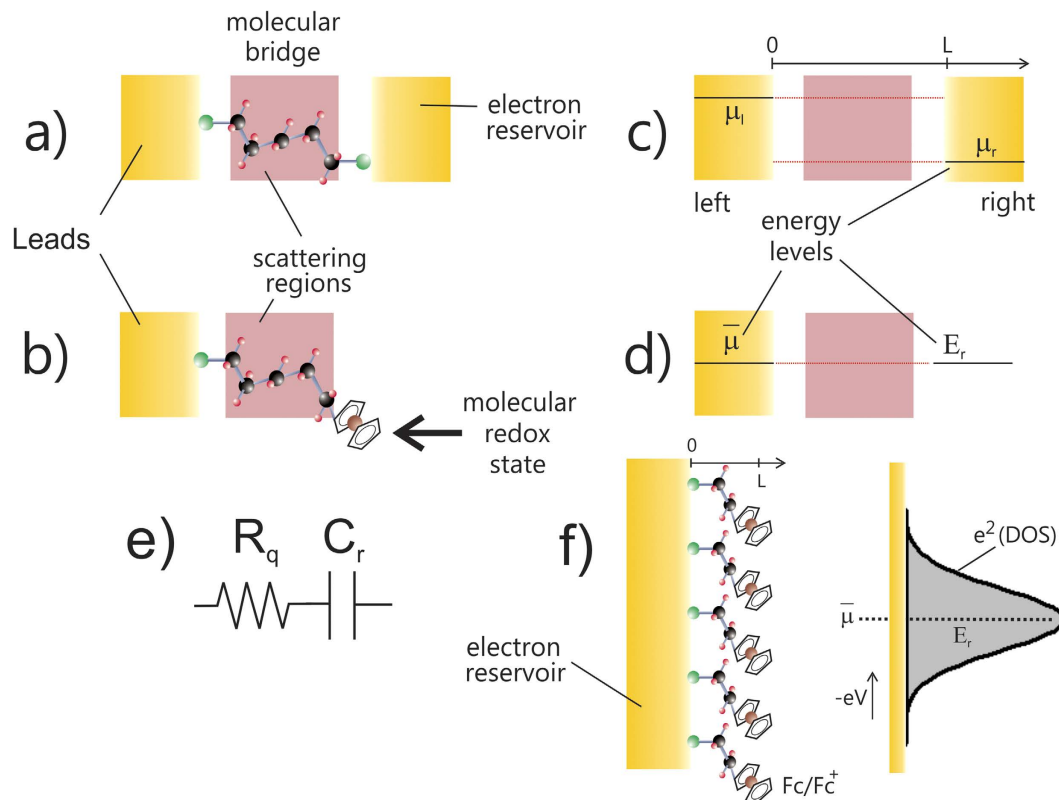 molecular
bridge
a)
electron
reservoir
Leads
scattering
regions
b)
molecular
redox
state
0
L
c)
μl
μr
left
right
energy
levels
d)
μ̅
Er
e)
Rq
Cr
f)
0
L
electron
reservoir
Fc/Fc+
e2(DOS)
μ̅
Er
-eV